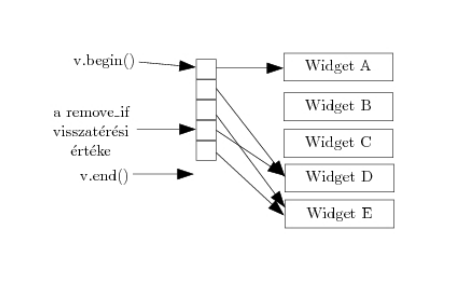 v.begin()
a remove_if
visszatérési
értéke
v.end()
Widget A
Widget B
Widget C
Widget D
Widget E